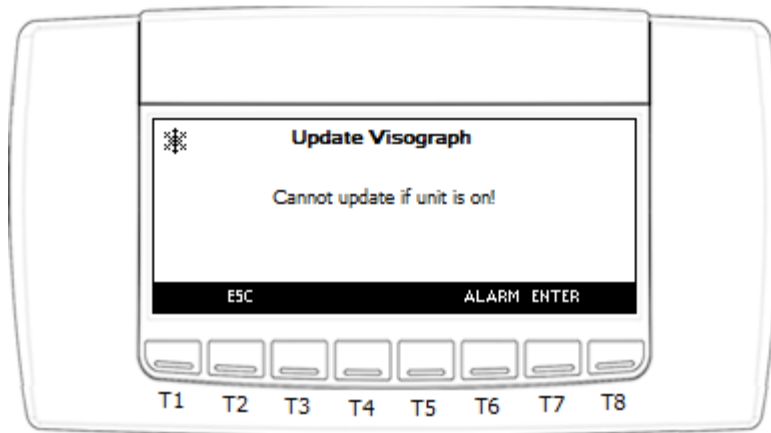 Update Visograph
Cannot update if unit is on!
ESC ALARM ENTER
T1 T2 T3 T4 T5 T6 T7 T8